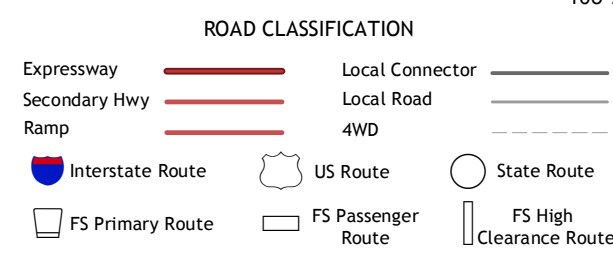 ROAD CLASSIFICATION
Expressway
Local Connector
Secondary Hwy
Local Road
Ramp
4WD
Interstate Route
US Route
State Route
FS Primary Route
FS Passenger
Route
FS High
Clearance Route